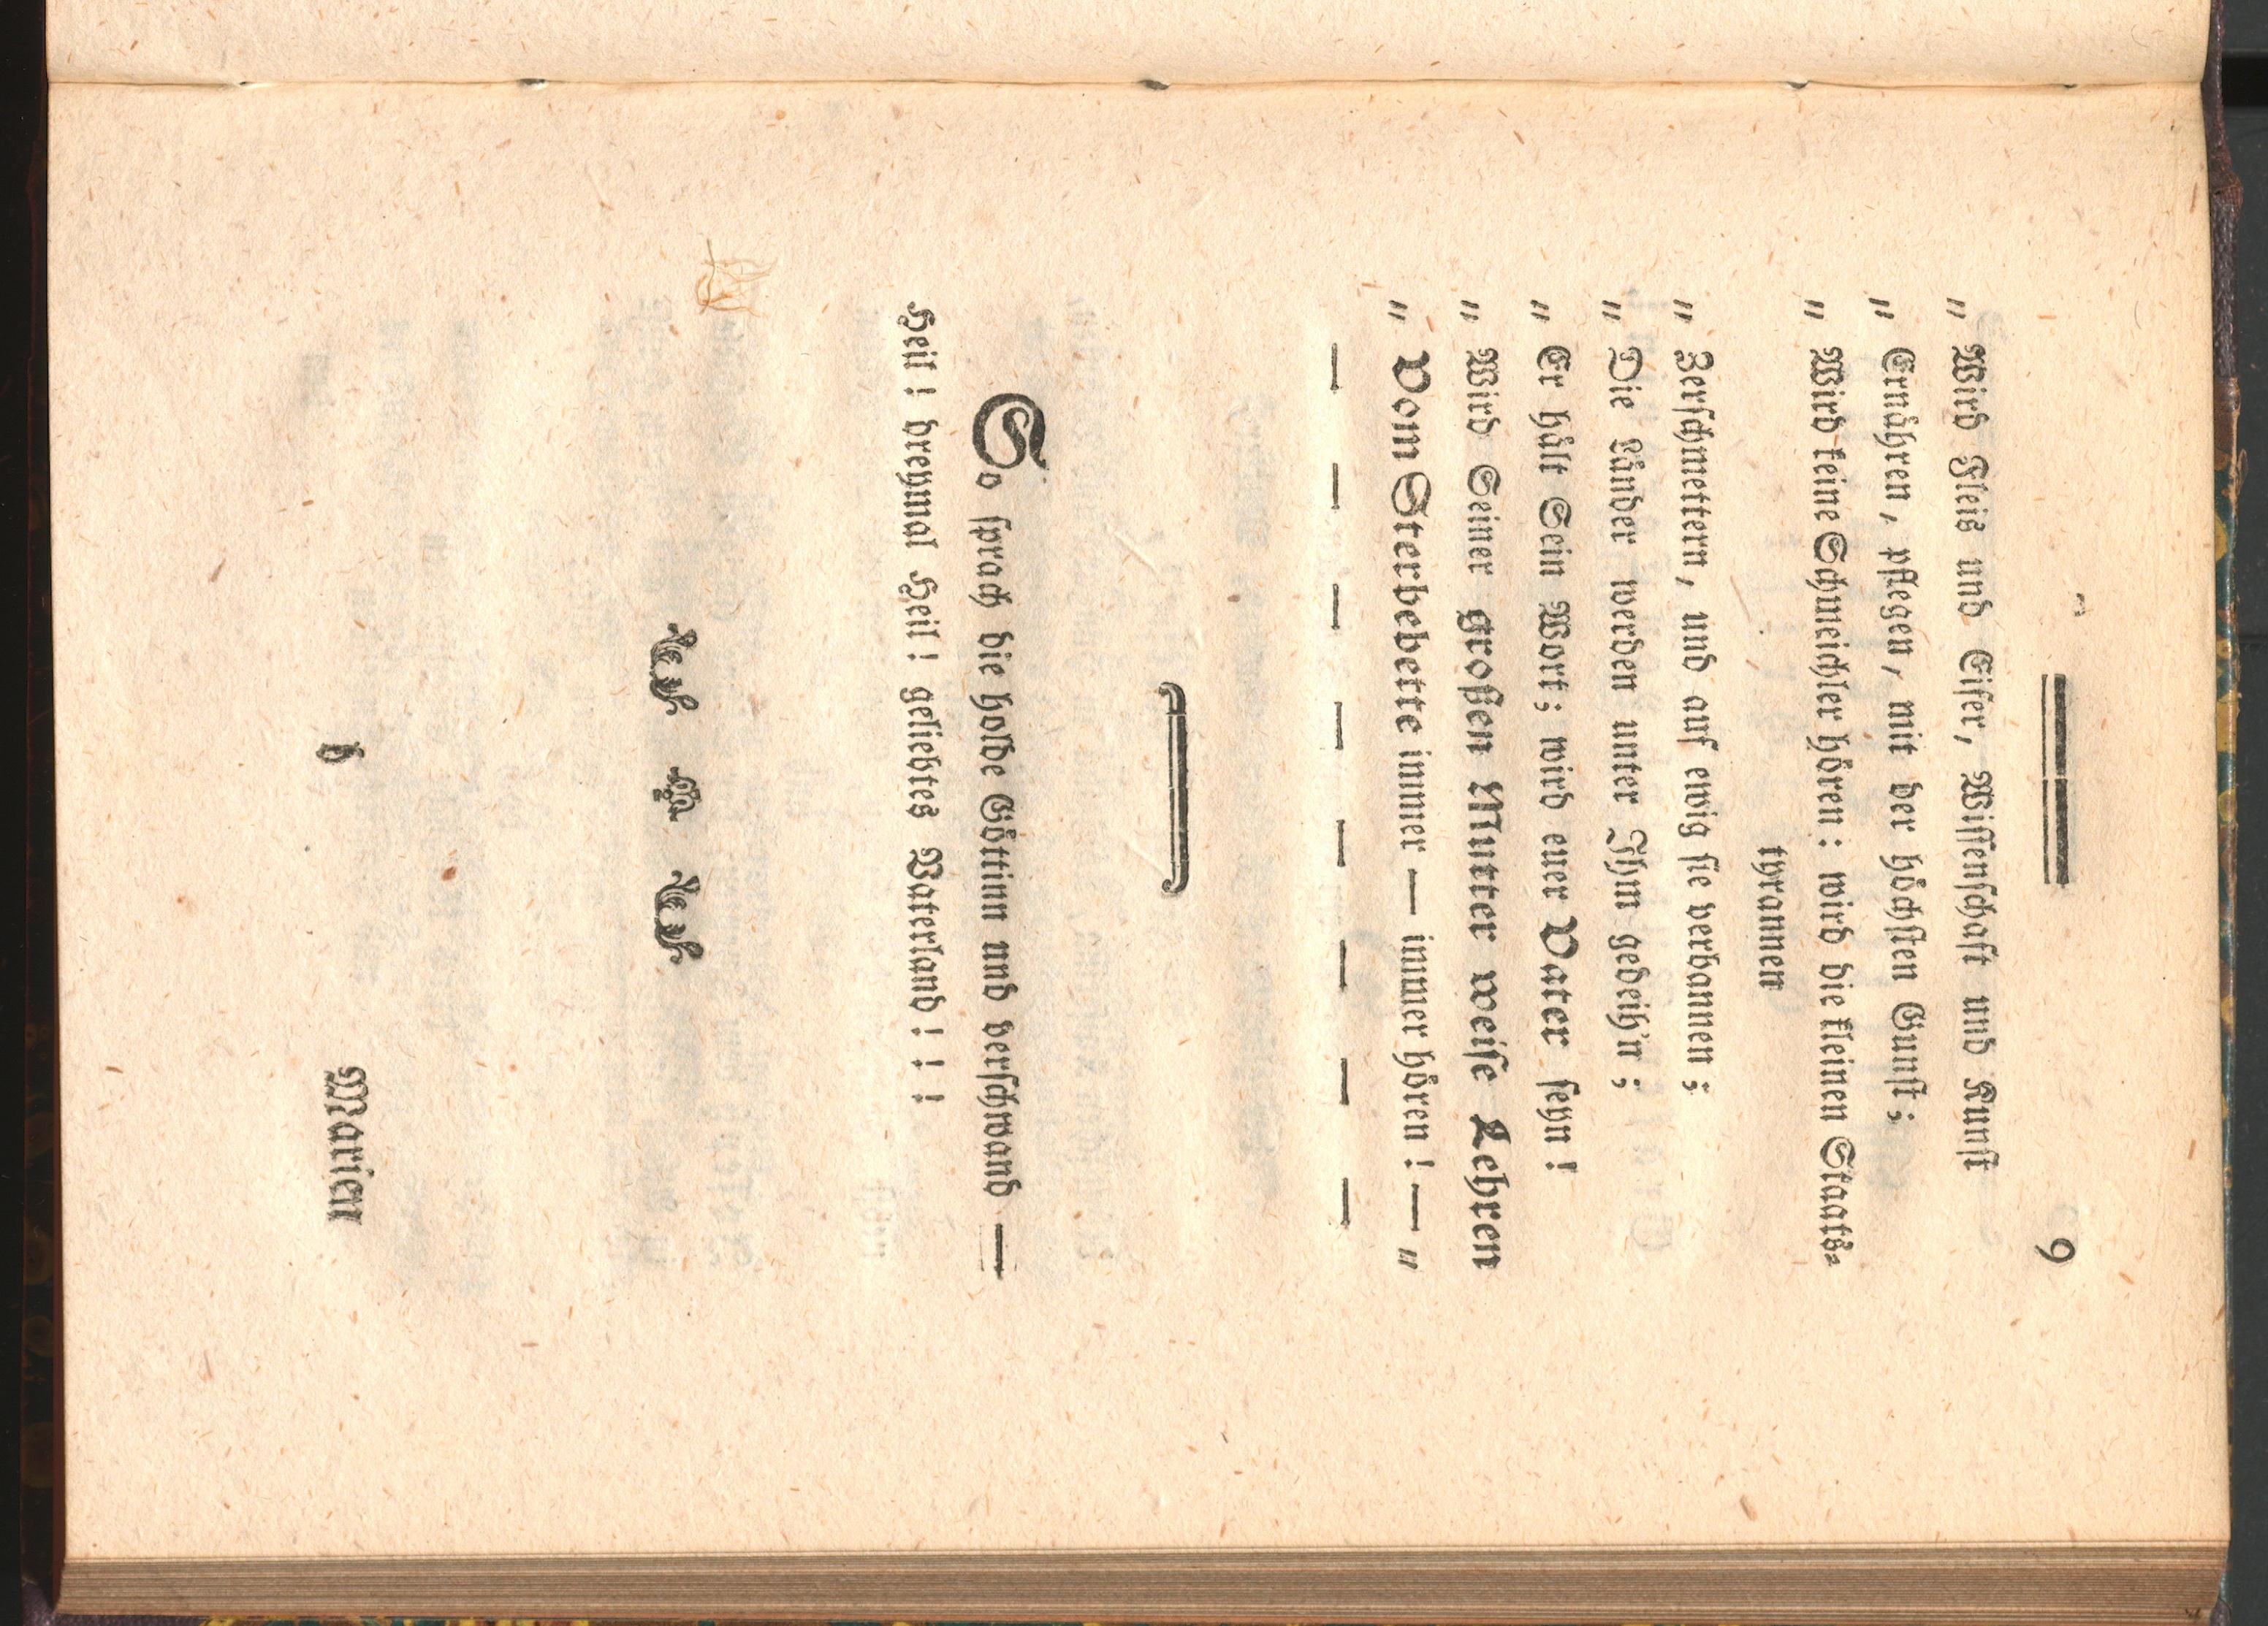 9
„ Wird Fleis und Eifer, Wissenschaft und Kunst
„ Ernähren, pflegen, mit der höchsten Gunst;
„ Wird keine Schmeichler hören: wird die kleinen Staats-
tyrannen
„ Zerschmettern, und auf ewig sie verbannen;
„ Die Länder werden unter Ihm gedeih'n;
„ Er hält Sein Wort; wird euer Vater seyn!
„ Wird Seiner großen Mutter weise Lehren
„ Vom Sterbebette immer — immer hören! — “
— — — — — — — —
So sprach die holde Göttinn und verschwand —
Heil! dreymal Heil! geliebtes Vaterland! ! !
b
Marien